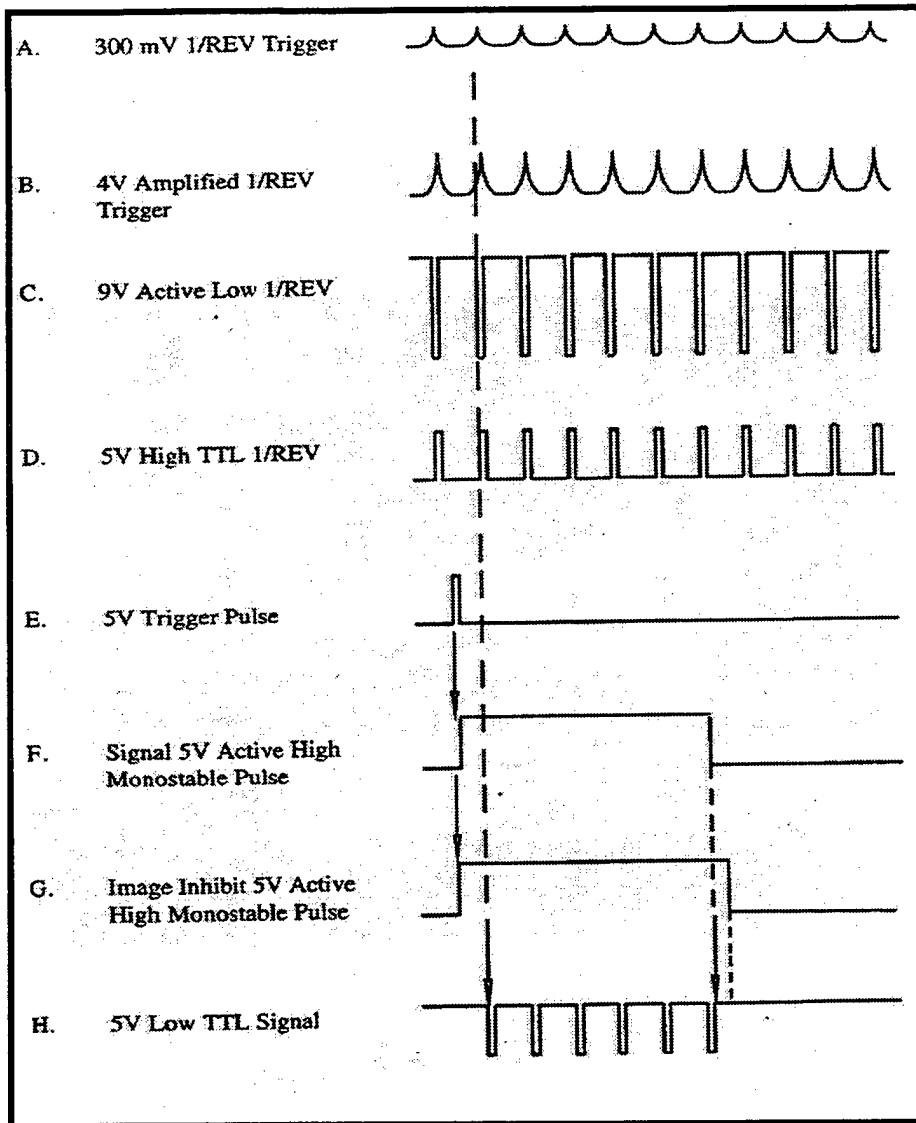 A. 300 mV 1/REV Trigger
B. 4V Amplified 1/REV
Trigger
C. 9V Active Low 1/REV
D. 5V High TTL 1/REV
E. 5V Trigger Pulse
F. Signal 5V Active High
Monostable Pulse
G. Image Inhibit 5V Active
High Monostable Pulse
H. 5V Low TTL Signal